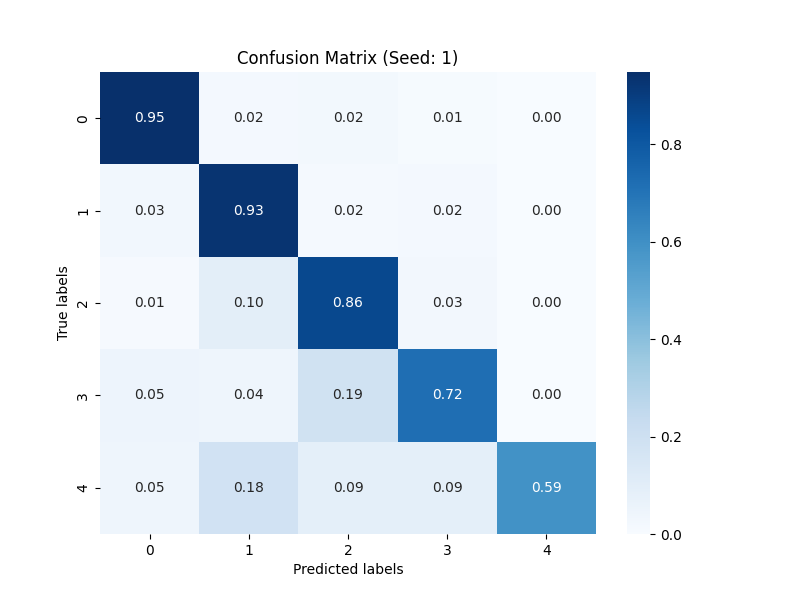 Confusion Matrix (Seed: 1)
0 0.95 0.02 0.02 0.01 0.00
1 0.03 0.93 0.02 0.02 0.00
2 0.01 0.10 0.86 0.03 0.00
3 0.05 0.04 0.19 0.72 0.00
4 0.05 0.18 0.09 0.09 0.59
0 1 2 3 4
Predicted labels
True labels
0.8
0.6
0.4
0.2
0.0